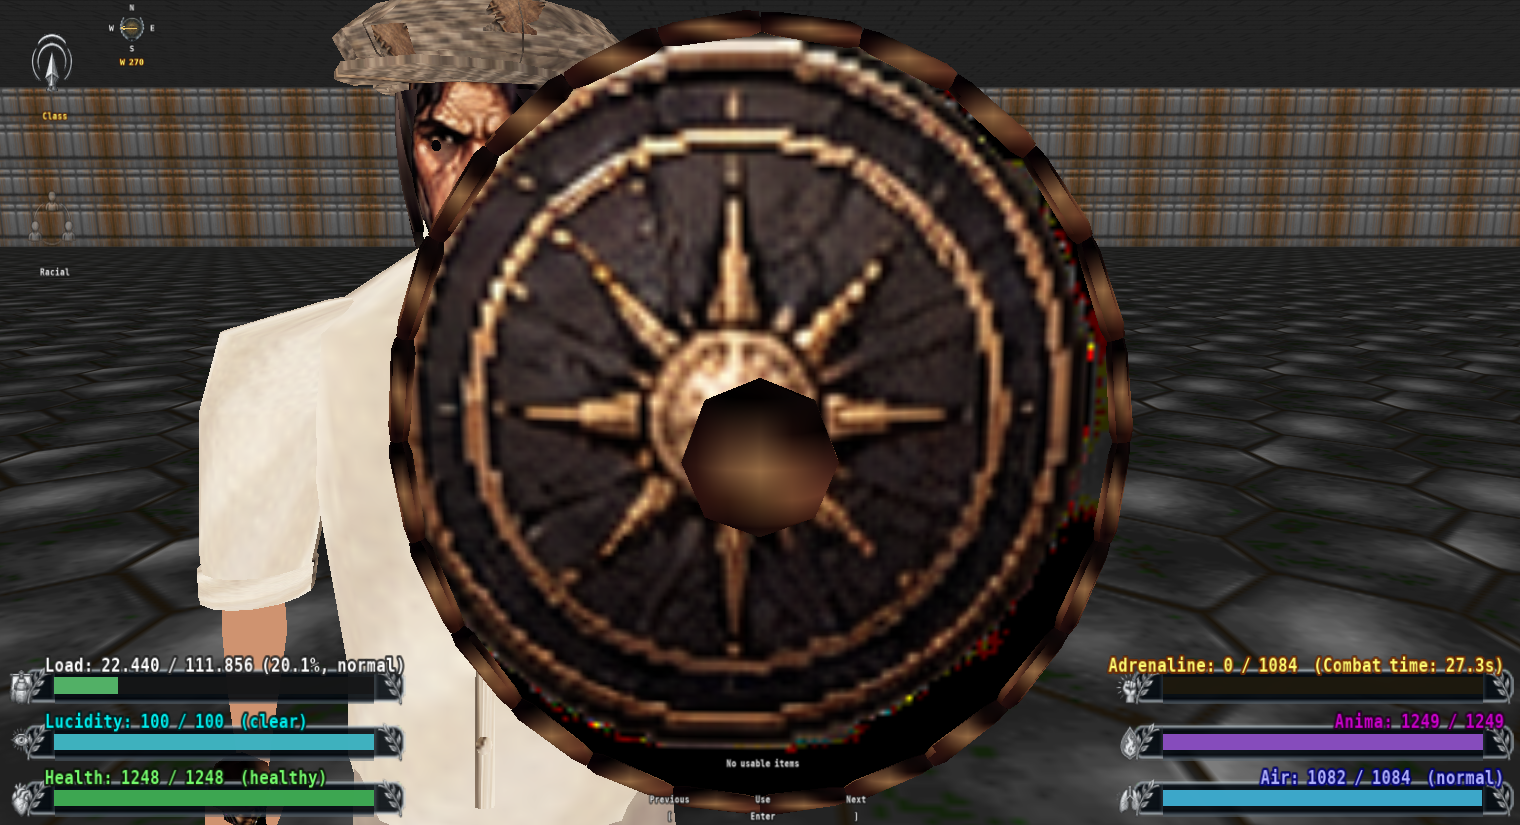 N
W E
S
W 270
Class
Racial
Load: 22.440 / 111.856 (20.1%, normal)
Lucidity: 100 / 100 (clear)
Health: 1248 / 1248 (healthy)
Adrenaline: 0 / 1084 (Combat time: 27.3s)
Anima: 1249 / 1249
Air: 1082 / 1084 (normal)
No usable items
Previous Use Next
[ Enter ]